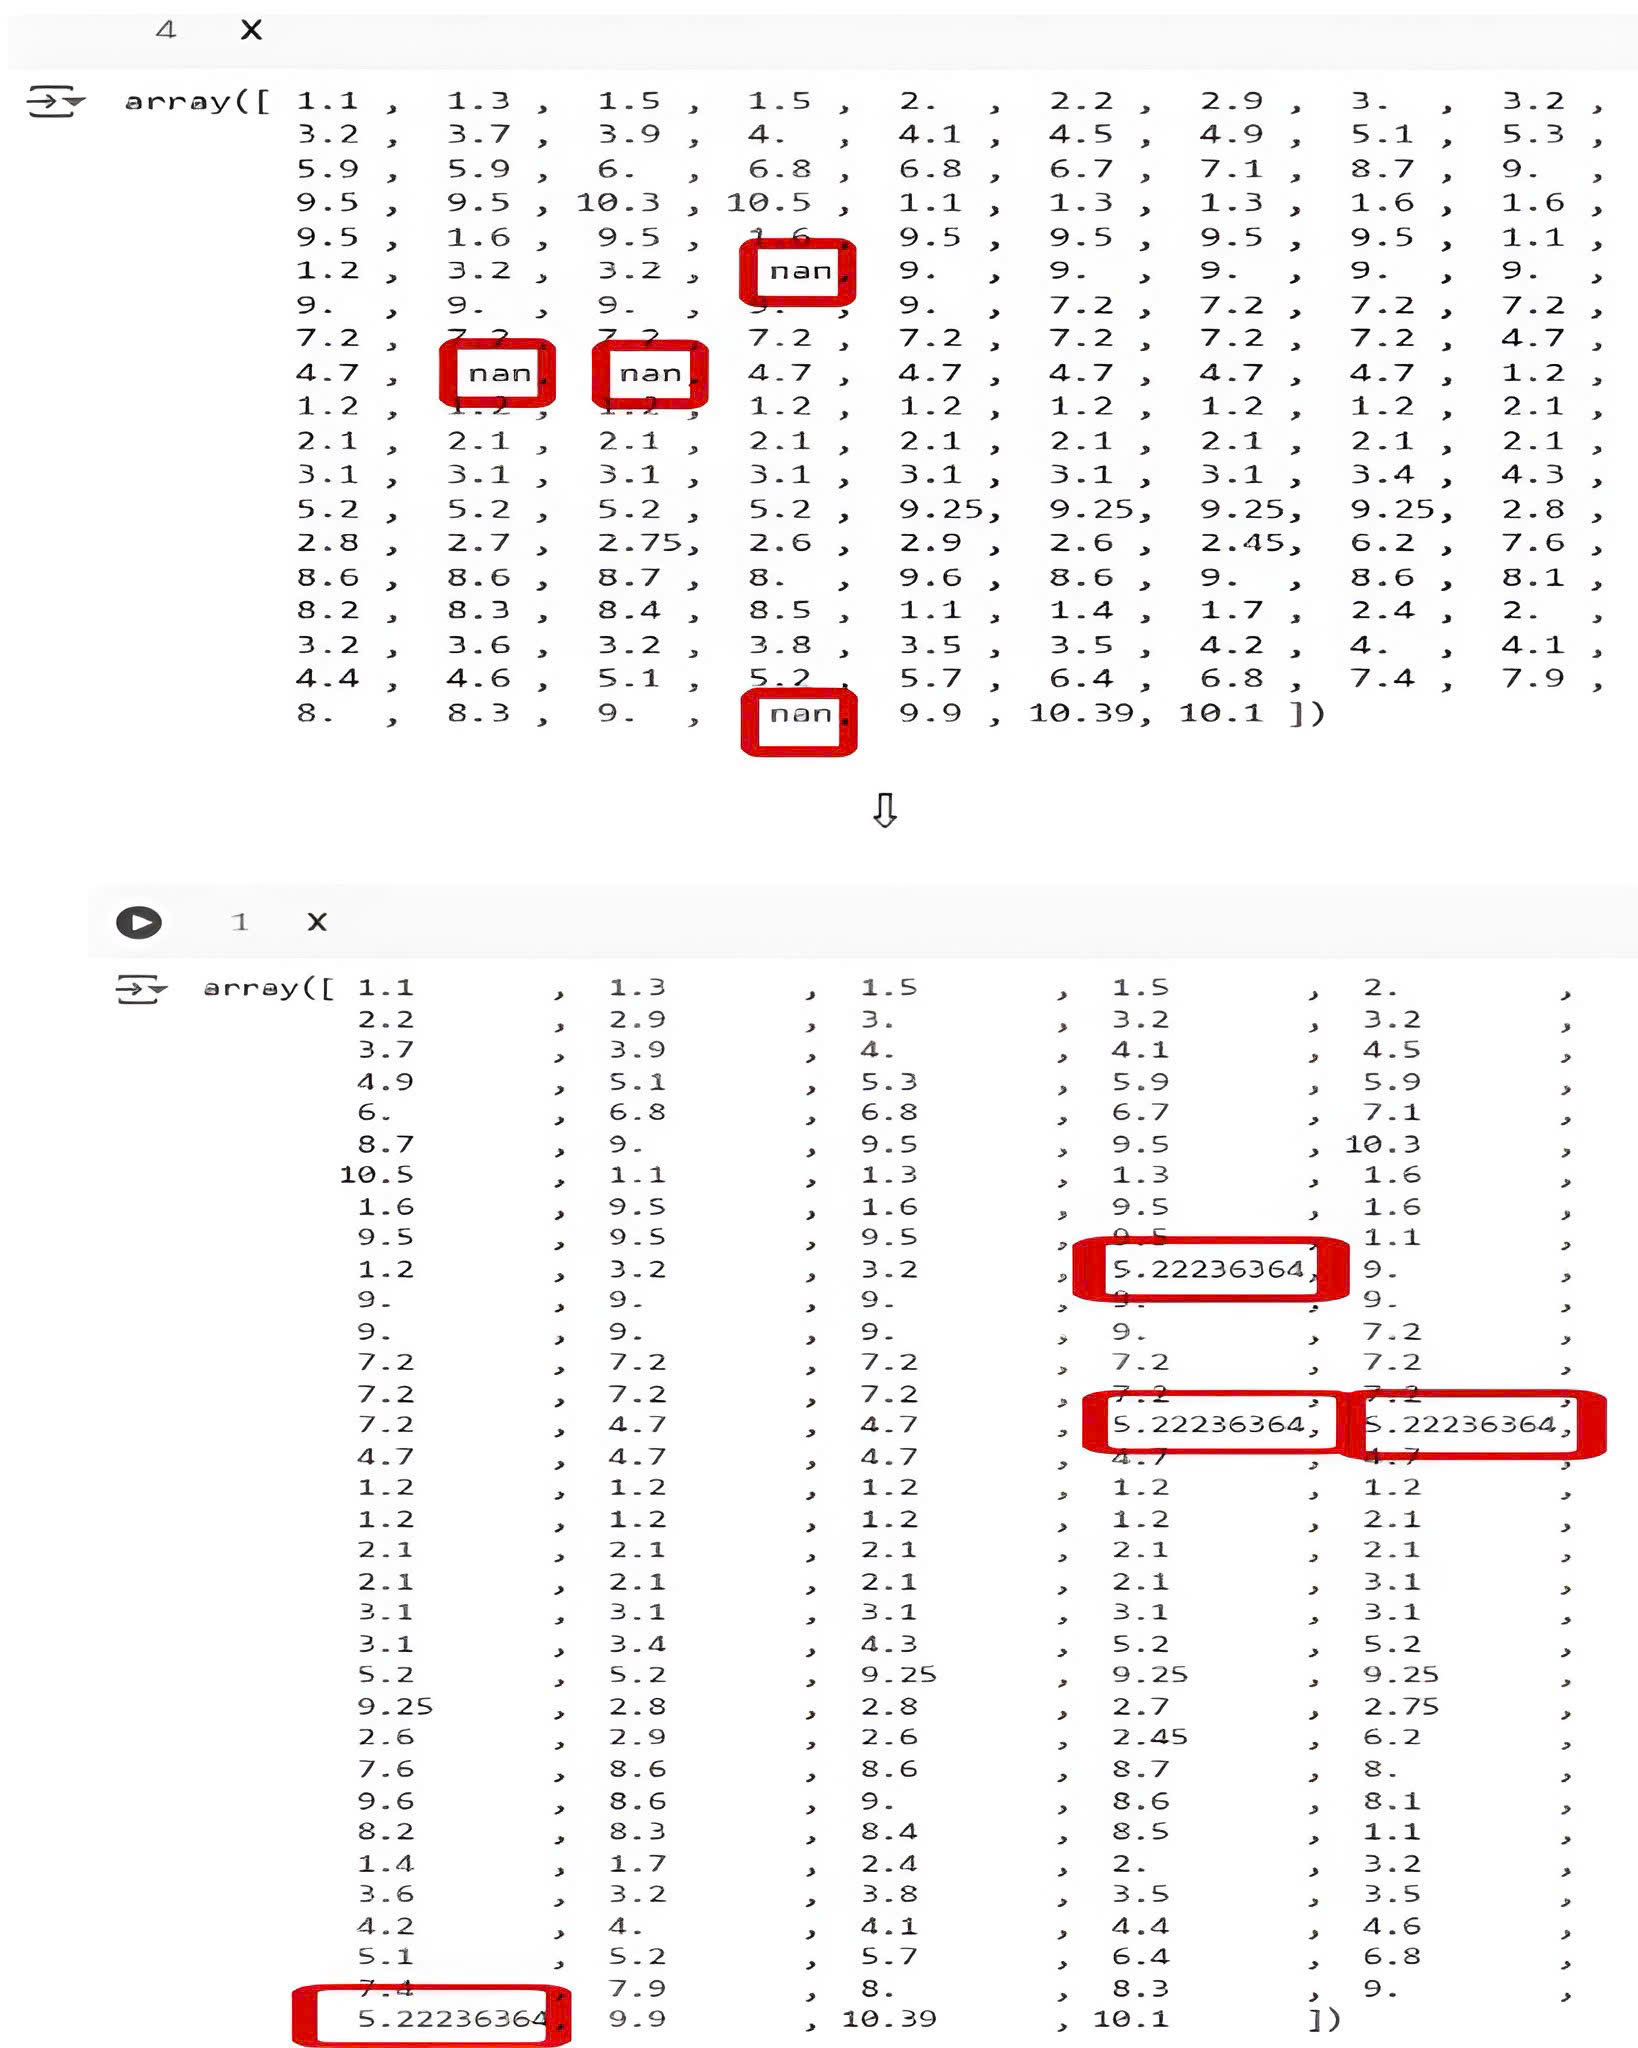 4 X
array([ 1.1 , 1.3 , 1.5 , 1.5 , 2. , 2.2 , 2.9 , 3. , 3.2 ,
3.2 , 3.7 , 3.9 , 4. , 4.1 , 4.5 , 4.9 , 5.1 , 5.3 ,
5.9 , 5.9 , 6. , 6.8 , 6.8 , 6.7 , 7.1 , 8.7 , 9. ,
9.5 , 9.5 , 10.3 , 10.5 , 1.1 , 1.3 , 1.3 , 1.6 , 1.6 ,
9.5 , 1.6 , 9.5 , 1.6 , 9.5 , 9.5 , 9.5 , 9.5 , 1.1 ,
1.2 , 3.2 , 3.2 , nan, 9. , 9. , 9. , 9. , 9. ,
9. , 9. , 9. , 9. , 9. , 7.2 , 7.2 , 7.2 , 7.2 ,
7.2 , 7.2 , 7.2 , 7.2 , 7.2 , 7.2 , 7.2 , 7.2 , 4.7 ,
4.7 , nan, nan, 4.7 , 4.7 , 4.7 , 4.7 , 4.7 , 1.2 ,
1.2 , 1.2 , 1.2 , 1.2 , 1.2 , 1.2 , 1.2 , 1.2 , 2.1 ,
2.1 , 2.1 , 2.1 , 2.1 , 2.1 , 2.1 , 2.1 , 2.1 , 2.1 ,
3.1 , 3.1 , 3.1 , 3.1 , 3.1 , 3.1 , 3.1 , 3.4 , 4.3 ,
5.2 , 5.2 , 5.2 , 5.2 , 9.25, 9.25, 9.25, 9.25, 2.8 ,
2.8 , 2.7 , 2.75, 2.6 , 2.9 , 2.6 , 2.45, 6.2 , 7.6 ,
8.6 , 8.6 , 8.7 , 8. , 9.6 , 8.6 , 9. , 8.6 , 8.1 ,
8.2 , 8.3 , 8.4 , 8.5 , 1.1 , 1.4 , 1.7 , 2.4 , 2. ,
3.2 , 3.6 , 3.2 , 3.8 , 3.5 , 3.5 , 4.2 , 4. , 4.1 ,
4.4 , 4.6 , 5.1 , 5.2 , 5.7 , 6.4 , 6.8 , 7.4 , 7.9 ,
8. , 8.3 , 9. , nan, 9.9 , 10.39, 10.1 ])
1 X
array([ 1.1 , 1.3 , 1.5 , 1.5 , 2. ,
2.2 , 2.9 , 3. , 3.2 , 3.2 ,
3.7 , 3.9 , 4. , 4.1 , 4.5 ,
4.9 , 5.1 , 5.3 , 5.9 , 5.9 ,
6. , 6.8 , 6.8 , 6.7 , 7.1 ,
8.7 , 9. , 9.5 , 9.5 , 10.3 ,
10.5 , 1.1 , 1.3 , 1.3 , 1.6 ,
1.6 , 9.5 , 1.6 , 9.5 , 1.6 ,
9.5 , 9.5 , 9.5 , 9.5 , 1.1 ,
1.2 , 3.2 , 3.2 , 5.22236364, 9. ,
9. , 9. , 9. , 9. , 9. ,
9. , 9. , 9. , 9. , 7.2 ,
7.2 , 7.2 , 7.2 , 7.2 , 7.2 ,
7.2 , 7.2 , 7.2 , 7.2 , 7.2 ,
7.2 , 4.7 , 4.7 , 5.22236364, 5.22236364,
4.7 , 4.7 , 4.7 , 4.7 , 4.7 ,
1.2 , 1.2 , 1.2 , 1.2 , 1.2 ,
1.2 , 1.2 , 1.2 , 1.2 , 2.1 ,
2.1 , 2.1 , 2.1 , 2.1 , 2.1 ,
2.1 , 2.1 , 2.1 , 2.1 , 3.1 ,
3.1 , 3.1 , 3.1 , 3.1 , 3.1 ,
3.1 , 3.4 , 4.3 , 5.2 , 5.2 ,
5.2 , 5.2 , 9.25 , 9.25 , 9.25 ,
9.25 , 2.8 , 2.8 , 2.7 , 2.75 ,
2.6 , 2.9 , 2.6 , 2.45 , 6.2 ,
7.6 , 8.6 , 8.6 , 8.7 , 8. ,
9.6 , 8.6 , 9. , 8.6 , 8.1 ,
8.2 , 8.3 , 8.4 , 8.5 , 1.1 ,
1.4 , 1.7 , 2.4 , 2. , 3.2 ,
3.6 , 3.2 , 3.8 , 3.5 , 3.5 ,
4.2 , 4. , 4.1 , 4.4 , 4.6 ,
5.1 , 5.2 , 5.7 , 6.4 , 6.8 ,
7.4 , 7.9 , 8. , 8.3 , 9. ,
5.22236364, 9.9 , 10.39 , 10.1 ])